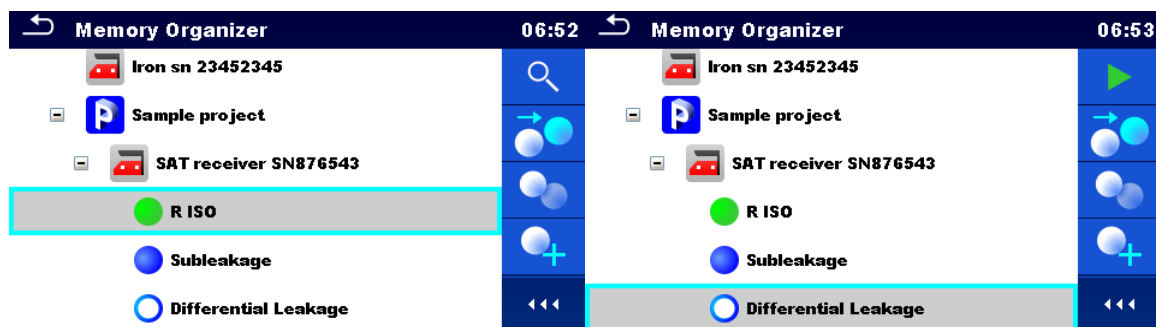 Memory Organizer 06:52
Iron sn 23452345
Sample project
SAT receiver SN876543
R ISO
Subleakage
Differential Leakage
Memory Organizer 06:53
Iron sn 23452345
Sample project
SAT receiver SN876543
R ISO
Subleakage
Differential Leakage